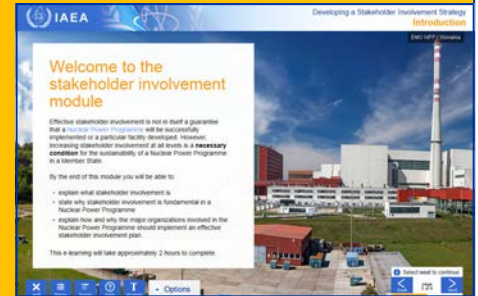 IAEA
Developing a Stakeholder Involvement Strategy
Introduction
EMO NPP - Slovakia
Welcome to the
stakeholder involvement
module
Effective stakeholder involvement is not in itself a guarantee
that a Nuclear Power Programme will be successfully
implemented or a particular facility developed. However,
increasing stakeholder involvement at all levels is a necessary
condition for the sustainability of a Nuclear Power Programme
in a Member State.
By the end of this module you will be able to:
• explain what stakeholder involvement is
• state why stakeholder involvement is fundamental in a
Nuclear Power Programme
• explain how and why the major organizations involved in the
Nuclear Power Programme should implement an effective
stakeholder involvement plan.
This e-learning will take approximately 2 hours to complete.
Select next to continue
Options